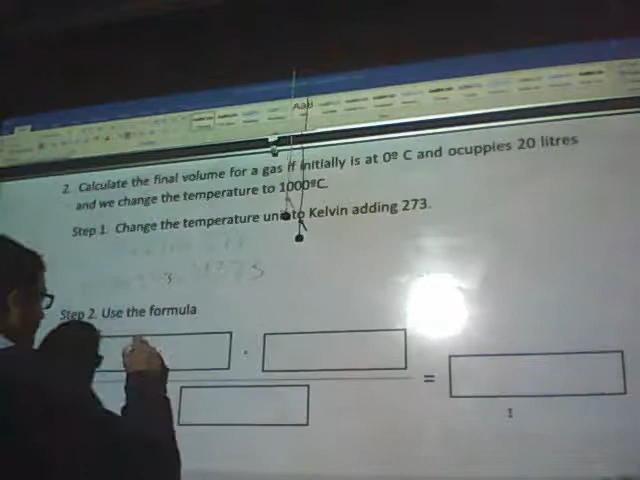 2. Calculate the final volume for a gas if initially is at 0º C and ocuppies 20 litres
and we change the temperature to 1000ºC.
Step 1. Change the temperature unit to Kelvin adding 273.
Step 2. Use the formula
.
=